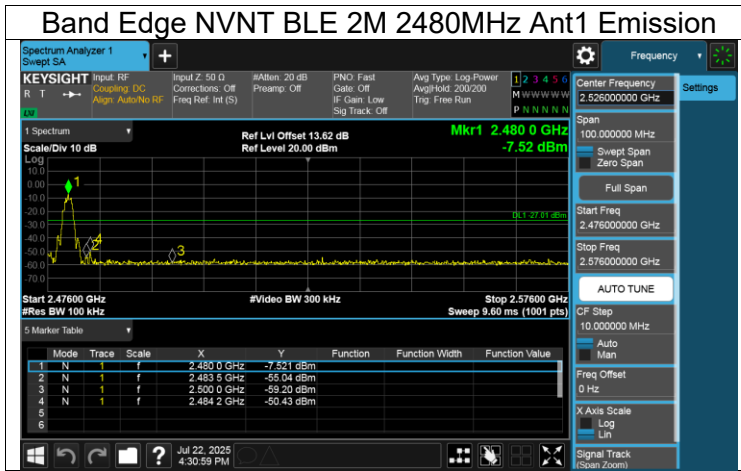 Band Edge NVNT BLE 2M 2480MHz Ant1 Emission
Spectrum Analyzer 1
Swept SA
Frequency
KEYSIGHT
R T
Input: RF
Coupling: DC
Align: Auto/No RF
Input Z: 50 Ω
Corrections: Off
Freq Ref: Int (S)
#Atten: 20 dB
Preamp: Off
PNO: Fast
Gate: Off
IF Gain: Low
Sig Track: Off
Avg Type: Log-Power
Avg|Hold: 200/200
Trig: Free Run
1 2 3 4 5 6
M W W W W W
P N N N N N
1 Spectrum
Scale/Div 10 dB
Ref Lvl Offset 13.62 dB
Ref Level 20.00 dBm
Mkr1 2.480 0 GHz
-7.52 dBm
Log
10.0
0.00
-10.0
-20.0
-30.0
-40.0
-50.0
-60.0
-70.0
1
2
4
3
DL1 -27.01 dBm
Start 2.47600 GHz
#Res BW 100 kHz
#Video BW 300 kHz
Stop 2.57600 GHz
Sweep 9.60 ms (1001 pts)
5 Marker Table
Mode Trace Scale X Y Function Function Width Function Value
1 N 1 f 2.480 0 GHz -7.521 dBm
2 N 1 f 2.483 5 GHz -55.04 dBm
3 N 1 f 2.500 0 GHz -59.20 dBm
4 N 1 f 2.484 2 GHz -50.43 dBm
5
6
Jul 22, 2025
4:30:59 PM
Center Frequency
2.526000000 GHz
Settings
Span
100.000000 MHz
Swept Span
Zero Span
Full Span
Start Freq
2.476000000 GHz
Stop Freq
2.576000000 GHz
AUTO TUNE
CF Step
10.000000 MHz
Auto
Man
Freq Offset
0 Hz
X Axis Scale
Log
Lin
Signal Track
(Span Zoom)